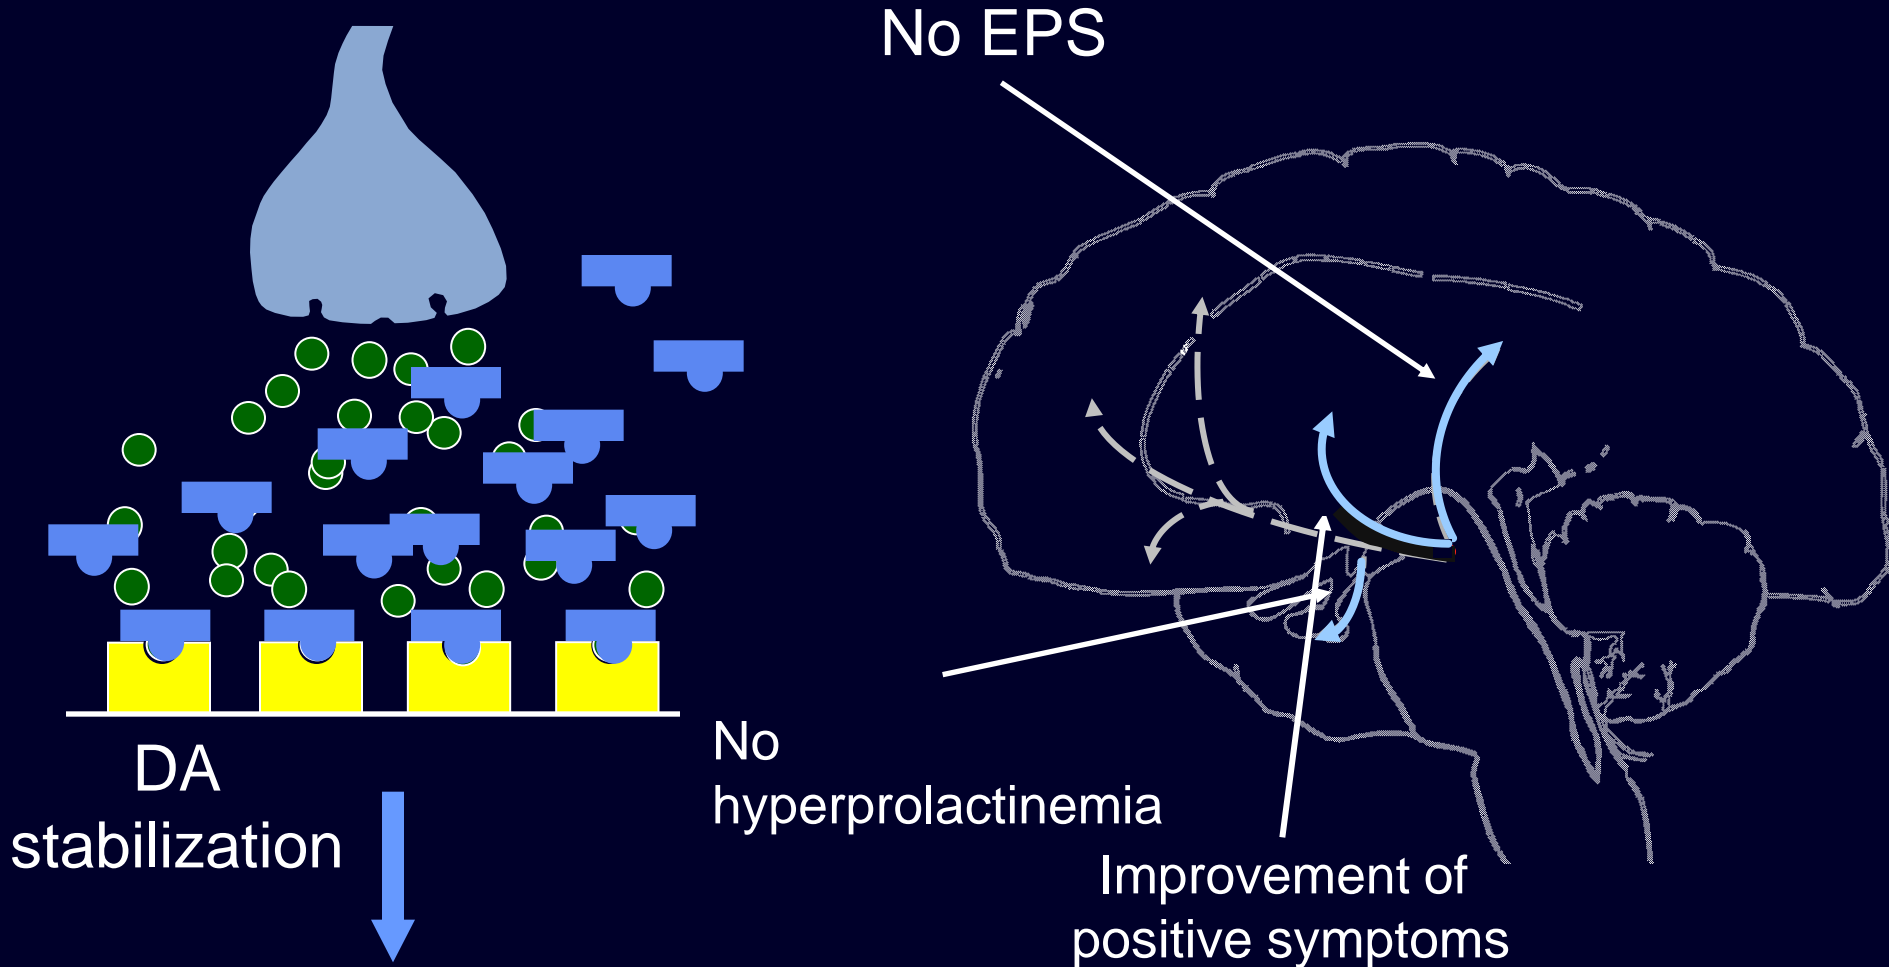 No EPS
DA
stabilization
No
hyperprolactinemia
Improvement of
positive symptoms